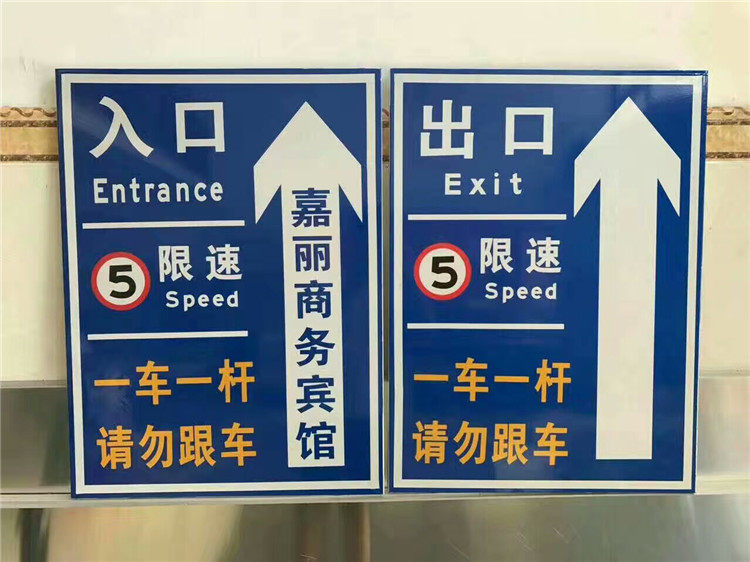 入口
Entrance
5 限速
Speed
一车一杆
请勿跟车
嘉丽商务宾馆
出口
Exit
5 限速
Speed
一车一杆
请勿跟车